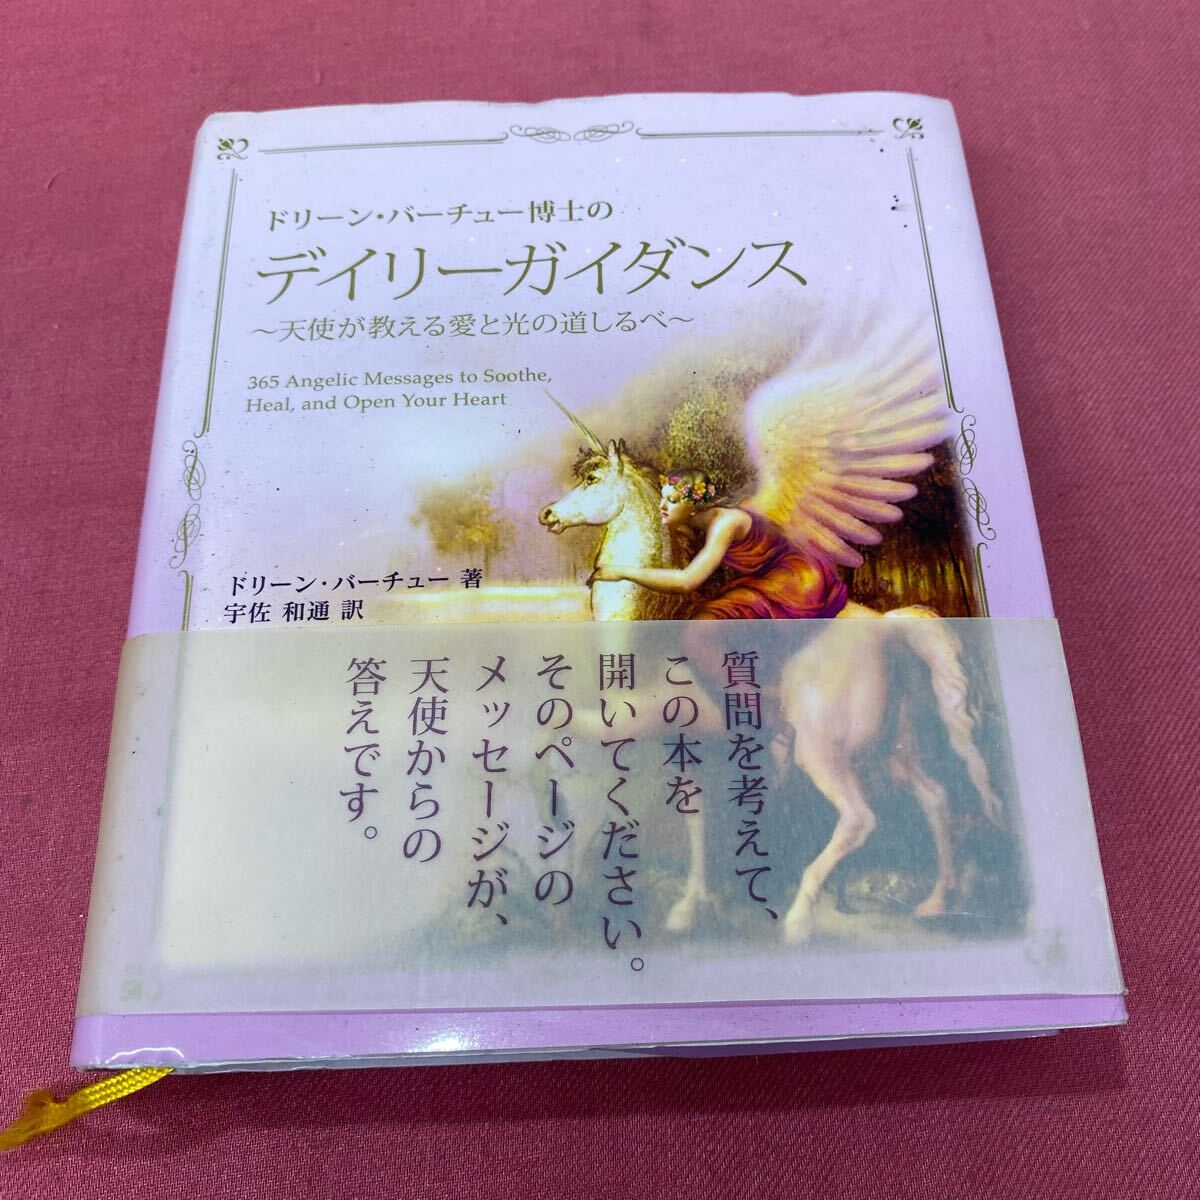 ドリーン・バーチュー博士の
デイリーガイダンス
～天使が教える愛と光の道しるべ～
365 Angelic Messages to Soothe,
Heal, and Open Your Heart
ドリーン・バーチュー 著
宇佐 和通 訳
質問を考えて、
この本を
開いてください。
そのページの
メッセージが、
天使からの
答えです。